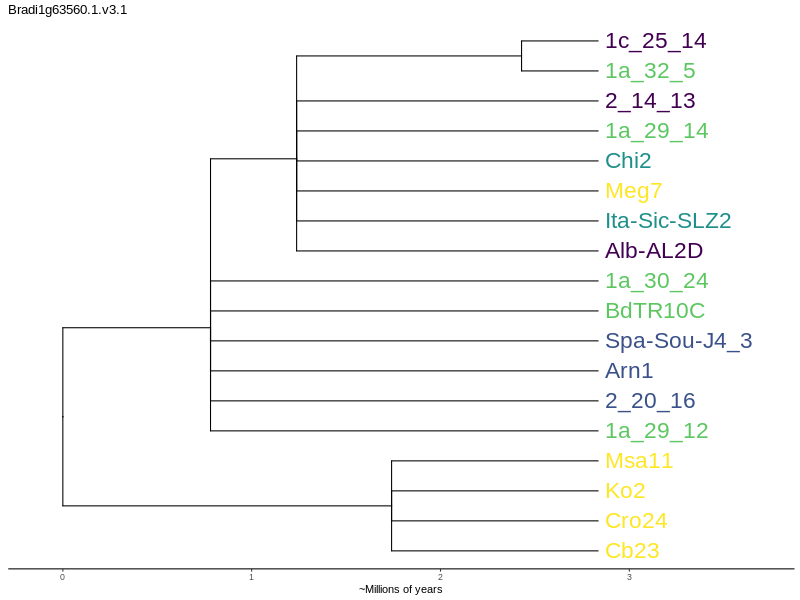 Bradi1g63560.1.v3.1
1c_25_14
1a_32_5
2_14_13
1a_29_14
Chi2
Meg7
Ita-Sic-SLZ2
Alb-AL2D
1a_30_24
BdTR10C
Spa-Sou-J4_3
Arn1
2_20_16
1a_29_12
Msa11
Ko2
Cro24
Cb23
0 1 2 3
~Millions of years